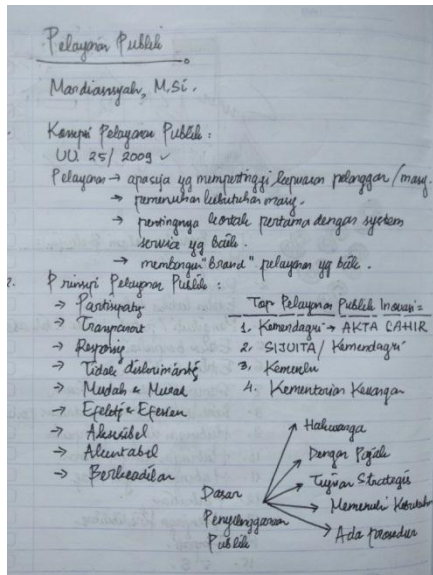 Pelayanan Publik
Mardiansyah, M.Si.
Konsep Pelayanan Publik :
UU. 25/2009 ✓
Pelayanan → apasaja yg mempertinggi kepuasan pelanggan / masy.
→ pemenuhan kebutuhan masy.
→ pentingnya kontak pertama dengan system
service yg baik.
→ membangun "Brand" pelayanan yg baik.
2. Prinsip Pelayanan Publik :
→ Partisipatif
→ Transparant
→ Responsif
→ Tidak diskriminatif
→ Mudah & Murah
→ Efektif & Efesien
→ Aksesibel
→ Akuntabel
→ Berkeadilan
Top Pelayanan Publik Inovasi =
1. Kemendagri → AKTA LAHIR
2. SIJUITA / Kemendagri
3. Kemenlu
4. Kementerian Keuangan
Dasar
Penyelenggaraan
Publik
Hak warga
Dengan Pajak
Tujuan Strategis
Memenuhi Kebutuhan
Ada prosedur